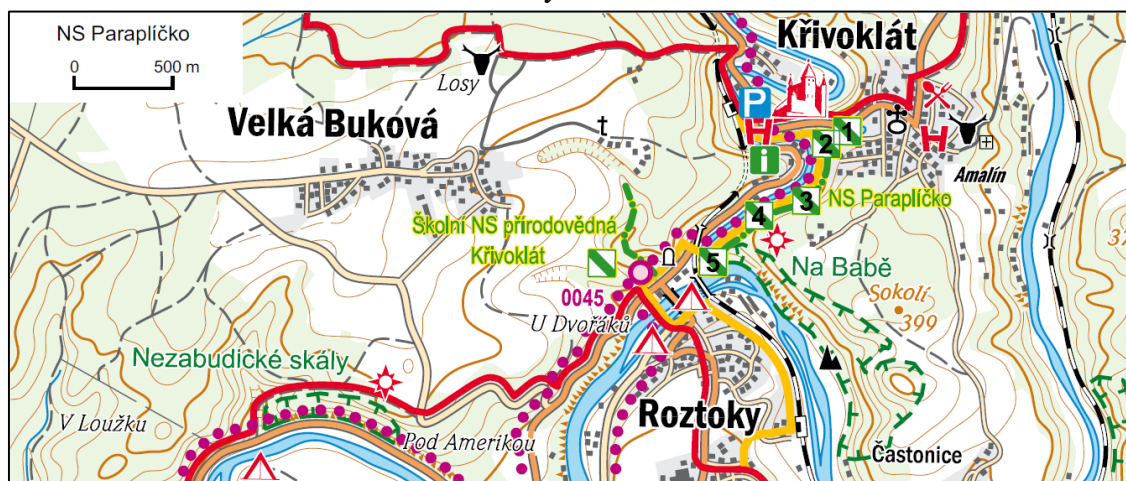 NS Paraplíčko
0 500 m
Křivoklát
Losy
Velká Buková
P
H
1
2
H
i
Amalín
3
NS Paraplíčko
4
Školní NS přírodovědná
Křivoklát
5
Na Babě
0045
Sokolí
399
U Dvořáků
Nezabudické skály
Roztoky
V Loužku
Pod Amerikou
Částonice